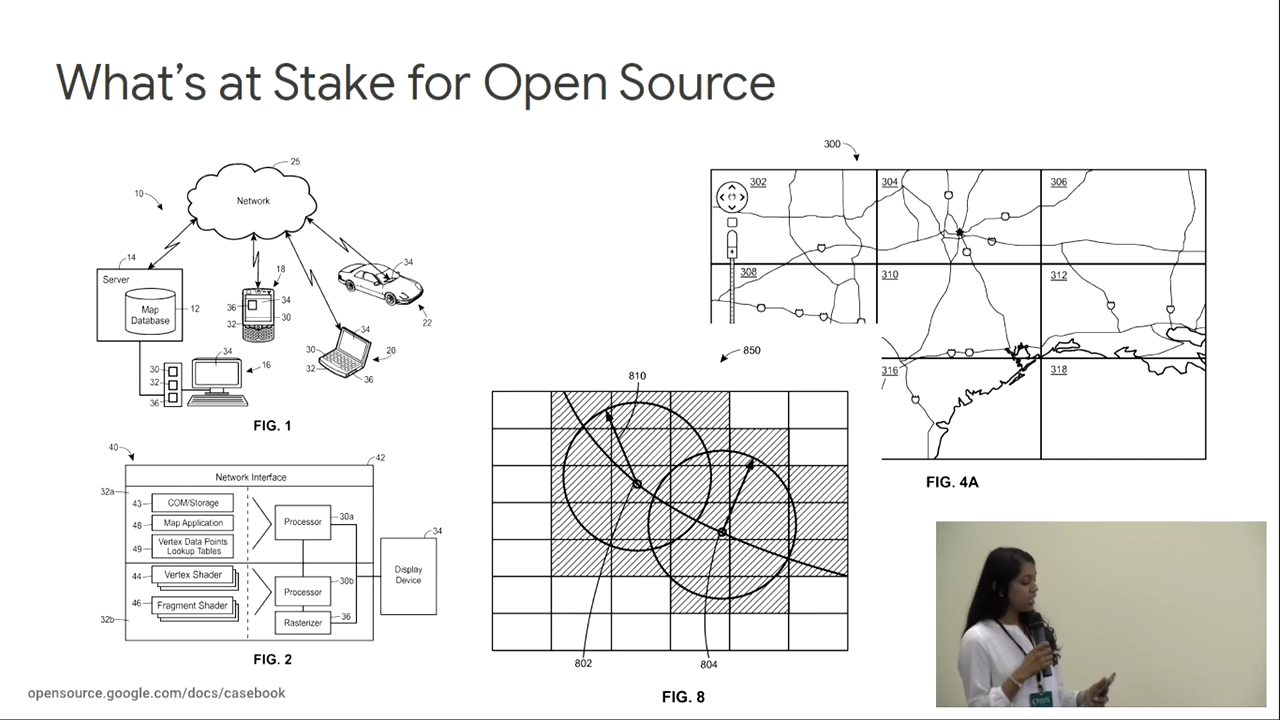 What's at Stake for Open Source
10
25
Network
14
Server
Map
Database
12
18
36
34
30
32
34
22
34
30
32
20
36
34
30
32
36
16
FIG. 1
40
42
Network Interface
32a
43
COM/Storage
48
Map Application
49
Vertex Data Points
Lookup Tables
Processor
30a
34
Display
Device
44
Vertex Shader
46
Fragment Shader
Processor
30b
Rasterizer
36
32b
FIG. 2
850
810
802
804
FIG. 8
300
302
304
306
308
310
312
316
318
FIG. 4A
opensource.google.com/docs/casebook